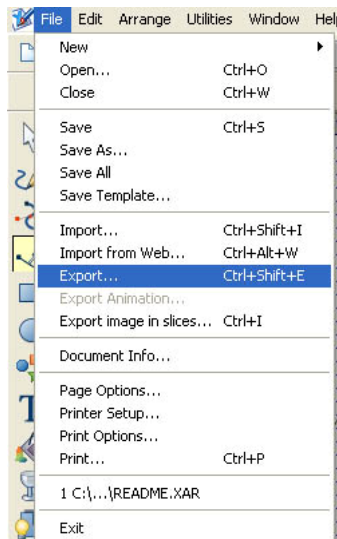 File Edit Arrange Utilities Window
New
Open... Ctrl+O
Close Ctrl+W
Save Ctrl+S
Save As...
Save All
Save Template...
Import... Ctrl+Shift+I
Import from Web... Ctrl+Alt+W
Export... Ctrl+Shift+E
Export Animation...
Export image in slices... Ctrl+I
Document Info...
Page Options...
Printer Setup...
Print Options...
Print... Ctrl+P
1 C:\...\README.XAR
Exit